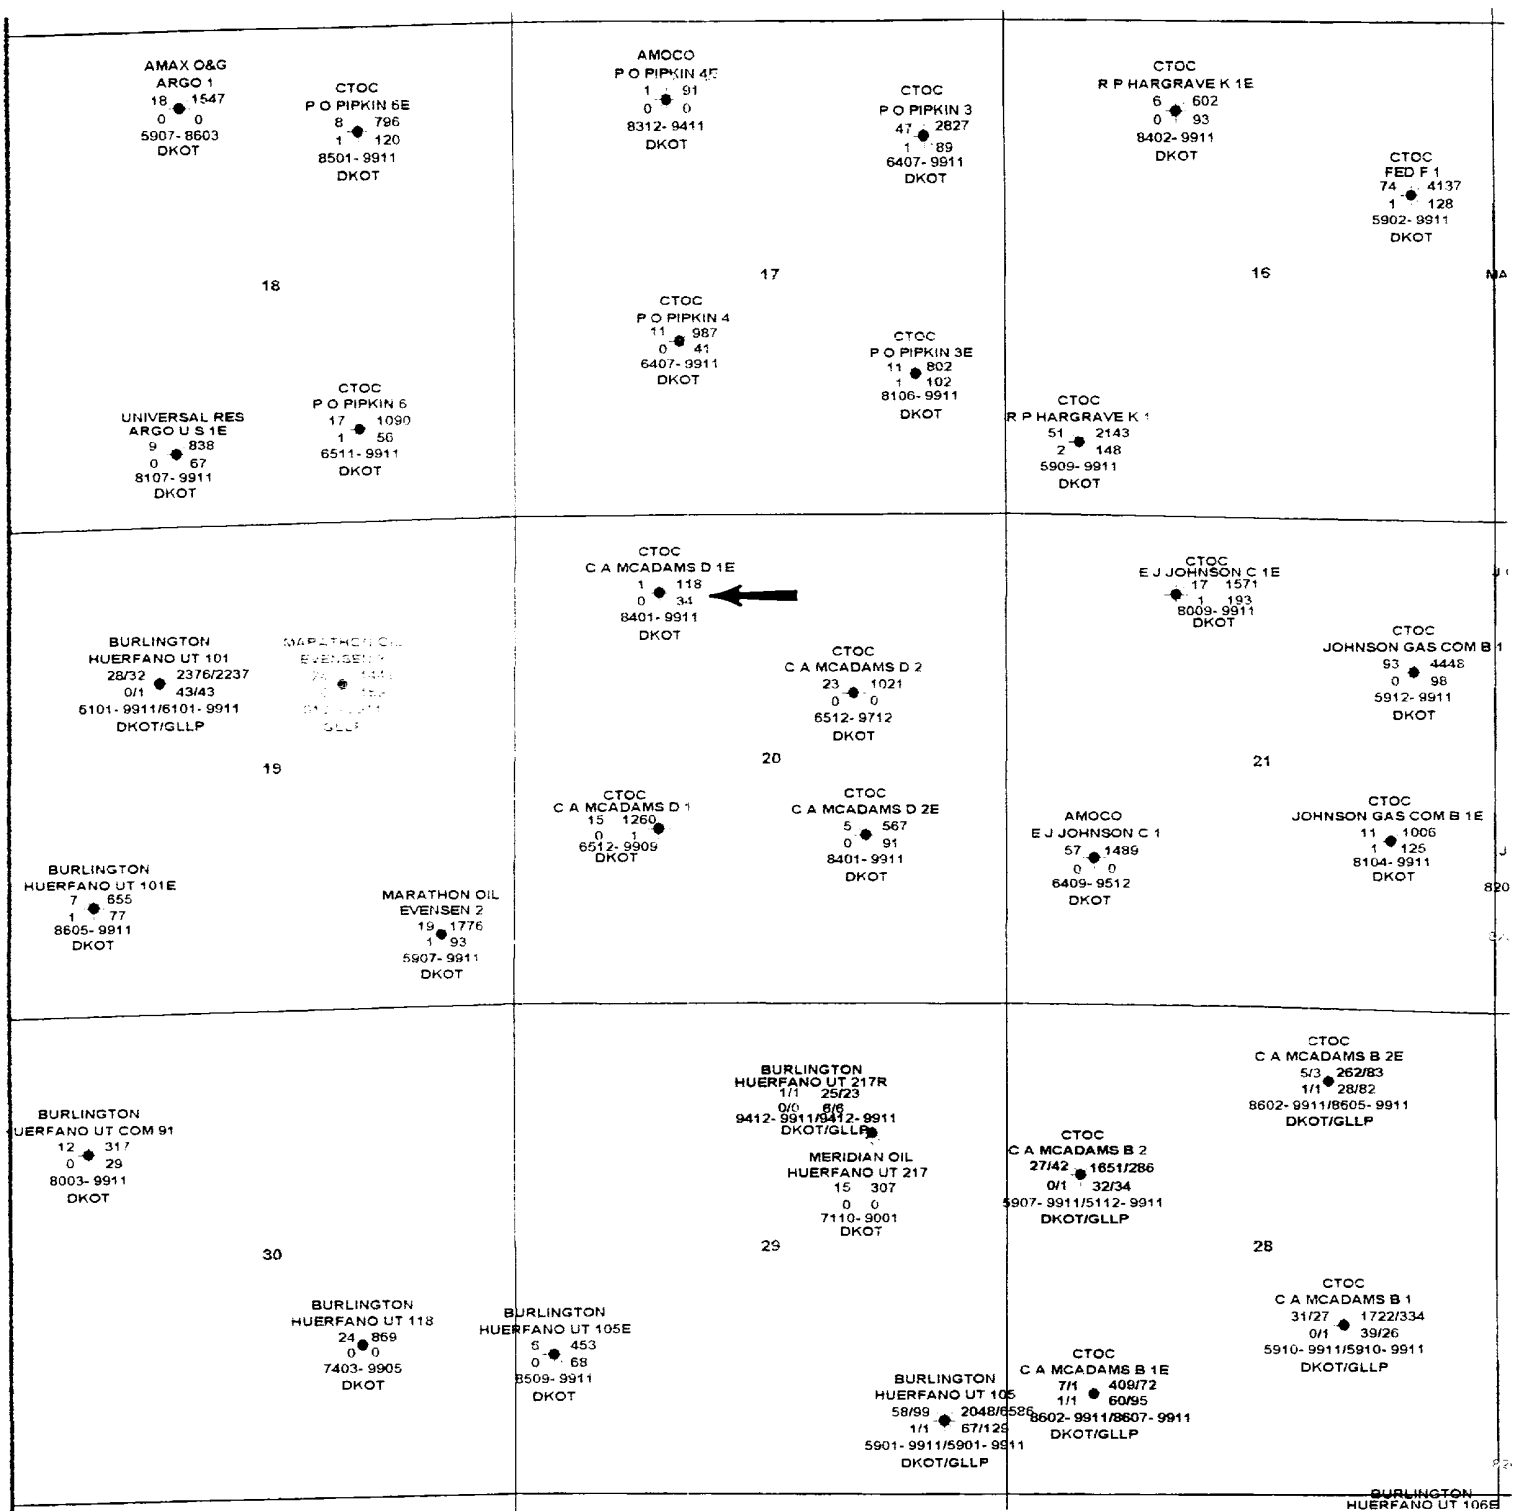 AMAX O&G
ARGO 1
18 1547
0 0
5907- 8603
DKOT
CTOC
P O PIPKIN 6E
8 796
1 120
8501- 9911
DKOT
AMOCO
P O PIPKIN 4E
1 91
0 0
8312- 9411
DKOT
CTOC
P O PIPKIN 3
47 2827
1 89
6407- 9911
DKOT
CTOC
R P HARGRAVE K 1E
6 602
0 93
8402- 9911
DKOT
CTOC
FED F 1
74 4137
1 128
5902- 9911
DKOT
18
17
16
MA
CTOC
P O PIPKIN 4
11 987
0 41
6407- 9911
DKOT
CTOC
P O PIPKIN 3E
11 802
1 102
8106- 9911
DKOT
UNIVERSAL RES
ARGO U S 1E
9 838
0 67
8107- 9911
DKOT
CTOC
P O PIPKIN 6
17 1090
1 56
6511- 9911
DKOT
CTOC
R P HARGRAVE K 1
51 2143
2 148
5909- 9911
DKOT
CTOC
C A MCADAMS D 1E
1 118
0 34
8401- 9911
DKOT
CTOC
E J JOHNSON C 1E
17 1571
1 193
8009- 9911
DKOT
BURLINGTON
HUERFANO UT 101
28/32 2376/2237
0/1 43/43
6101- 9911/6101- 9911
DKOT/GLLP
MARATHON OIL
EVENSEN
GLLP
CTOC
C A MCADAMS D 2
23 1021
0 0
6512- 9712
DKOT
CTOC
JOHNSON GAS COM B 1
93 4448
0 98
5912- 9911
DKOT
19
20
21
CTOC
C A MCADAMS D 1
15 1260
0 1
6512- 9909
DKOT
CTOC
C A MCADAMS D 2E
5 567
0 91
8401- 9911
DKOT
AMOCO
E J JOHNSON C 1
57 1489
0 0
6409- 9512
DKOT
CTOC
JOHNSON GAS COM B 1E
11 1006
1 125
8104- 9911
DKOT
J
820
BURLINGTON
HUERFANO UT 101E
7 655
1 77
8605- 9911
DKOT
MARATHON OIL
EVENSEN 2
19 1776
1 93
5907- 9911
DKOT
BURLINGTON
HUERFANO UT 217R
1/1 25/23
0/0 6/6
9412- 9911/9412- 9911
DKOT/GLLP
MERIDIAN OIL
HUERFANO UT 217
15 307
0 0
7110- 9001
DKOT
CTOC
C A MCADAMS B 2E
5/3 262/83
1/1 28/82
8602- 9911/8605- 9911
DKOT/GLLP
BURLINGTON
UERFANO UT COM 91
12 317
0 29
8003- 9911
DKOT
CTOC
C A MCADAMS B 2
27/42 1651/286
0/1 32/34
5907- 9911/5112- 9911
DKOT/GLLP
30
29
28
BURLINGTON
HUERFANO UT 118
24 869
0 0
7403- 9905
DKOT
BURLINGTON
HUERFANO UT 105E
6 453
0 68
8509- 9911
DKOT
CTOC
C A MCADAMS B 1
31/27 1722/334
0/1 39/26
5910- 9911/5910- 9911
DKOT/GLLP
BURLINGTON
HUERFANO UT 105
58/99 2048/6586
1/1 67/129
5901- 9911/5901- 9911
DKOT/GLLP
CTOC
C A MCADAMS B 1E
7/1 409/72
1/1 60/95
8602- 9911/8607- 9911
DKOT/GLLP
BURLINGTON
HUERFANO UT 106E